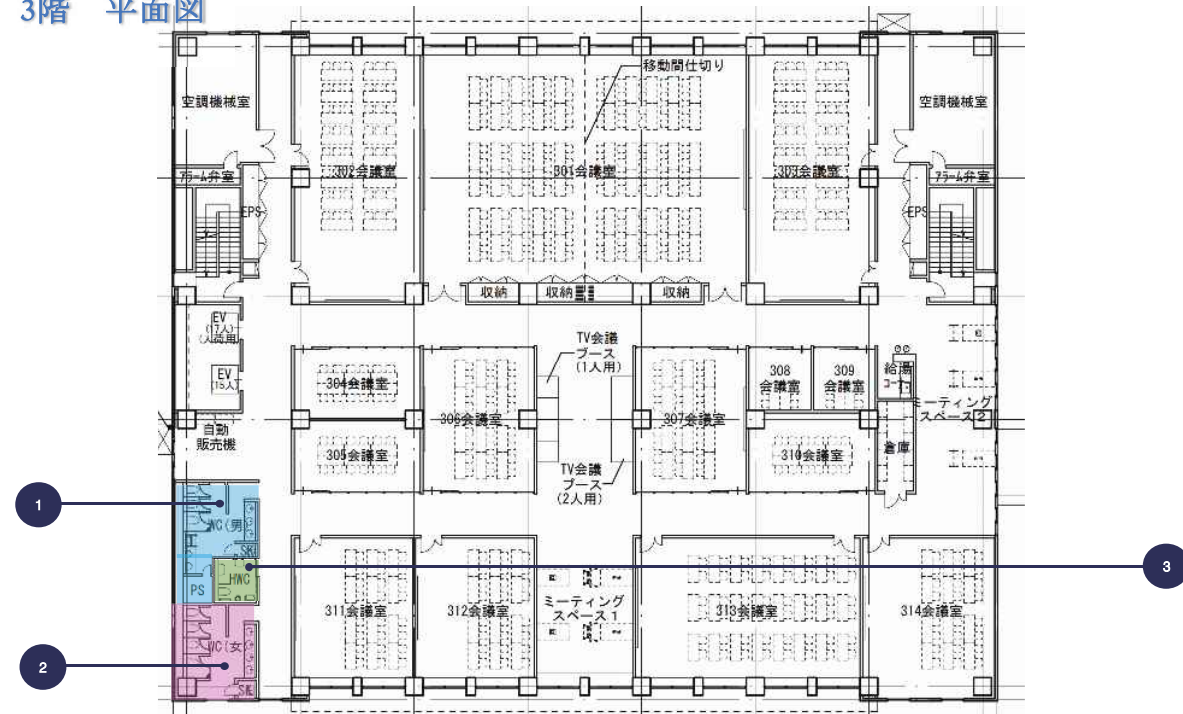 3階　平面図
移動間仕切り
空調機械室
空調機械室
302会議室
301会議室
303会議室
アラーム弁室
アラーム弁室
EPS
EPS
収納
収納
収納
EV
(17人)
(人荷用)
TV会議
ブース
(1人用)
EV
(15人)
304会議室
308
会議室
309
会議室
給湯
コーナー
ミーティング
スペース2
306会議室
307会議室
自動
販売機
305会議室
310会議室
倉庫
TV会議
ブース
(2人用)
1
WC(男)
SK
3
HWC
PS
311会議室
312会議室
ミーティング
スペース1
313会議室
314会議室
WC(女)
2
SK